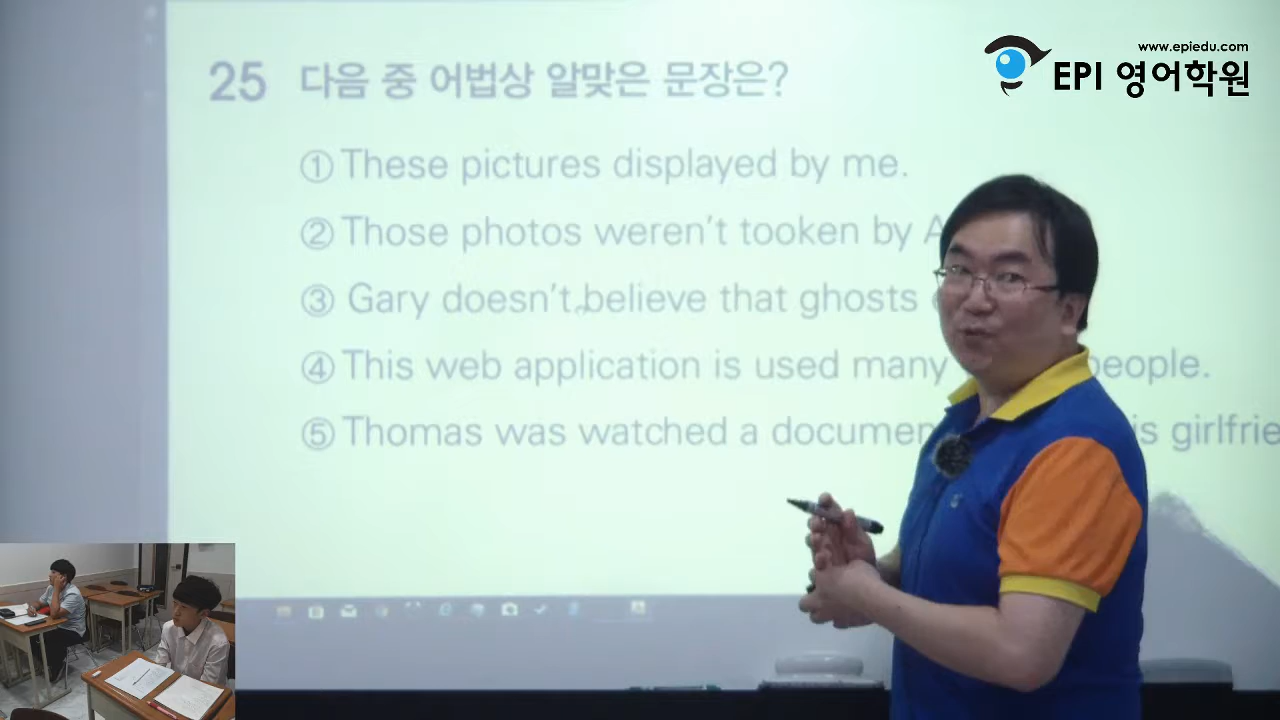 www.epiedu.com
EPI 영어학원
25 다음 중 어법상 알맞은 문장은?
① These pictures displayed by me.
② Those photos weren't tooken by A
③ Gary doesn't believe that ghosts
④ This web application is used many people.
⑤ Thomas was watched a documen is girlfrie